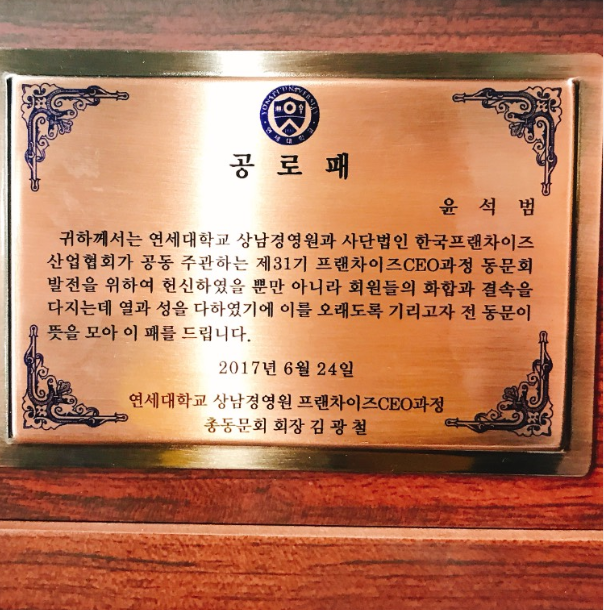 YONSEI UNIVERSITY
연세대학교
공로패
윤석범
귀하께서는 연세대학교 상남경영원과 사단법인 한국프랜차이즈
산업협회가 공동 주관하는 제31기 프랜차이즈CEO과정 동문회
발전을 위하여 헌신하였을 뿐만 아니라 회원들의 화합과 결속을
다지는데 열과 성을 다하였기에 이를 오래도록 기리고자 전 동문이
뜻을 모아 이 패를 드립니다.
2017년 6월 24일
연세대학교 상남경영원 프랜차이즈CEO과정
총동문회 회장 김 광 철